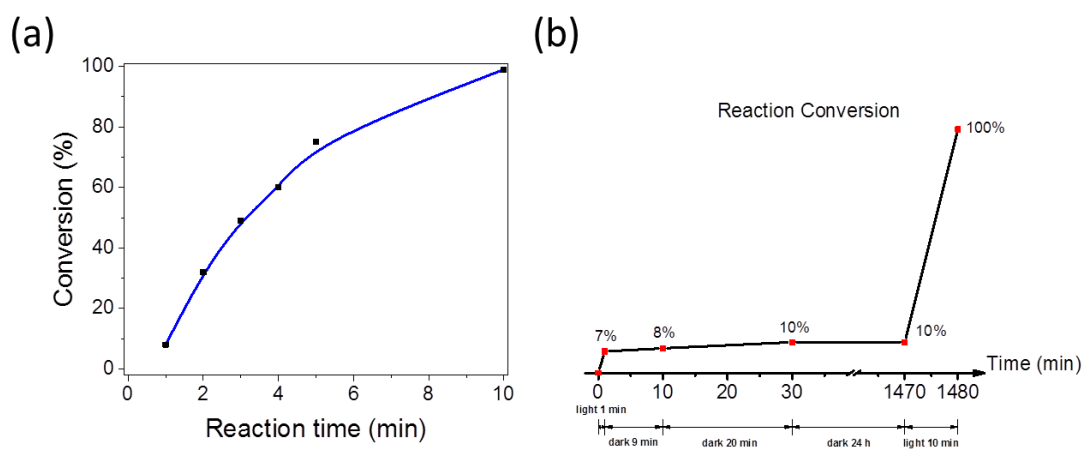 (a)
100
80
60
40
20
0
Conversion (%)
0 2 4 6 8 10
Reaction time (min)
(b)
Reaction Conversion
100%
7%
8%
10%
10%
Time (min)
0 10 20 30 1470 1480
light 1 min
dark 9 min dark 20 min dark 24 h light 10 min